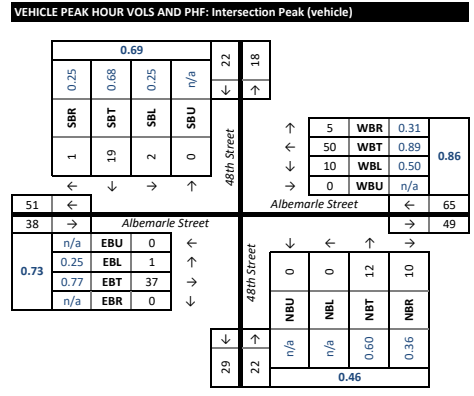 VEHICLE PEAK HOUR VOLS AND PHF: Intersection Peak (vehicle)
0.69
22 18
0.25 0.68 0.25 n/a
↓ ↑
SBR SBT SBL SBU
1 19 2 0
48th Street
← ↓ → ↑
↑ 5 WBR 0.31
← 50 WBT 0.89
↓ 10 WBL 0.50
→ 0 WBU n/a
0.86
51 ←
Albemarle Street
← 65
38 →
Albemarle Street
→ 49
0.73
n/a EBU 0 ←
0.25 EBL 1 ↑
0.77 EBT 37 →
n/a EBR 0 ↓
48th Street
↓ ← ↑ →
0 0 12 10
NBU NBL NBT NBR
↓ ↑
n/a n/a 0.60 0.36
29 22
0.46